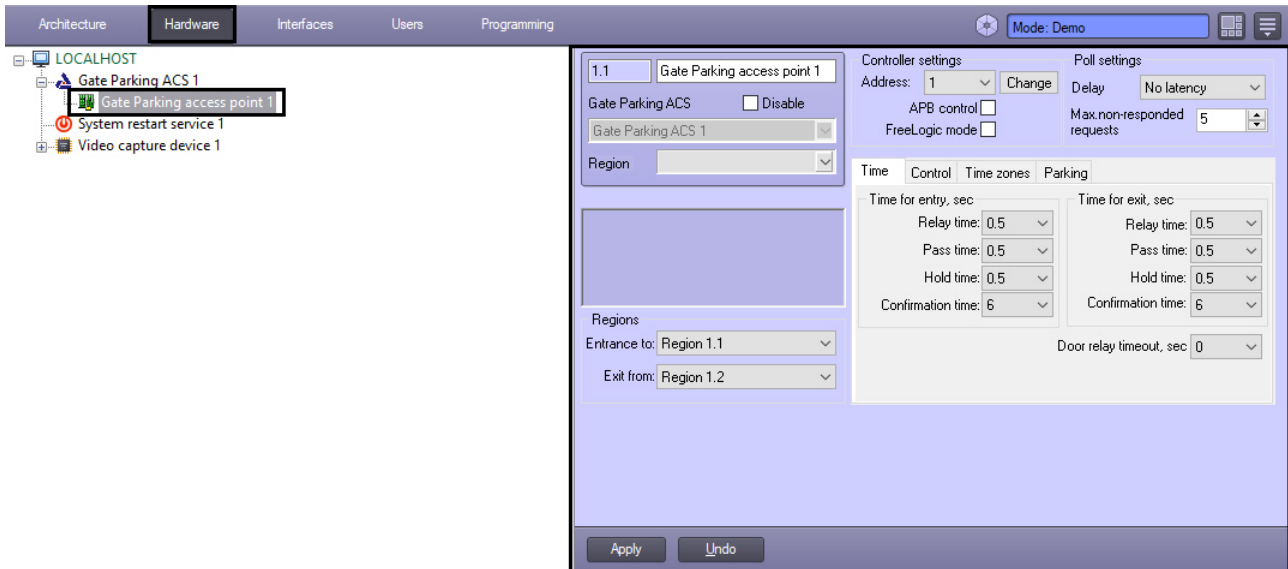 Architecture Hardware Interfaces Users Programming Mode: Demo
LOCALHOST
Gate Parking ACS 1
Gate Parking access point 1
System restart service 1
Video capture device 1
1.1 Gate Parking access point 1
Gate Parking ACS Disable
Gate Parking ACS 1
Region
Regions
Entrance to: Region 1.1
Exit from: Region 1.2
Controller settings
Address: 1 Change
APB control
FreeLogic mode
Poll settings
Delay No latency
Max.non-responded requests 5
Time Control Time zones Parking
Time for entry, sec
Relay time: 0.5
Pass time: 0.5
Hold time: 0.5
Confirmation time: 6
Time for exit, sec
Relay time: 0.5
Pass time: 0.5
Hold time: 0.5
Confirmation time: 6
Door relay timeout, sec 0
Apply Undo